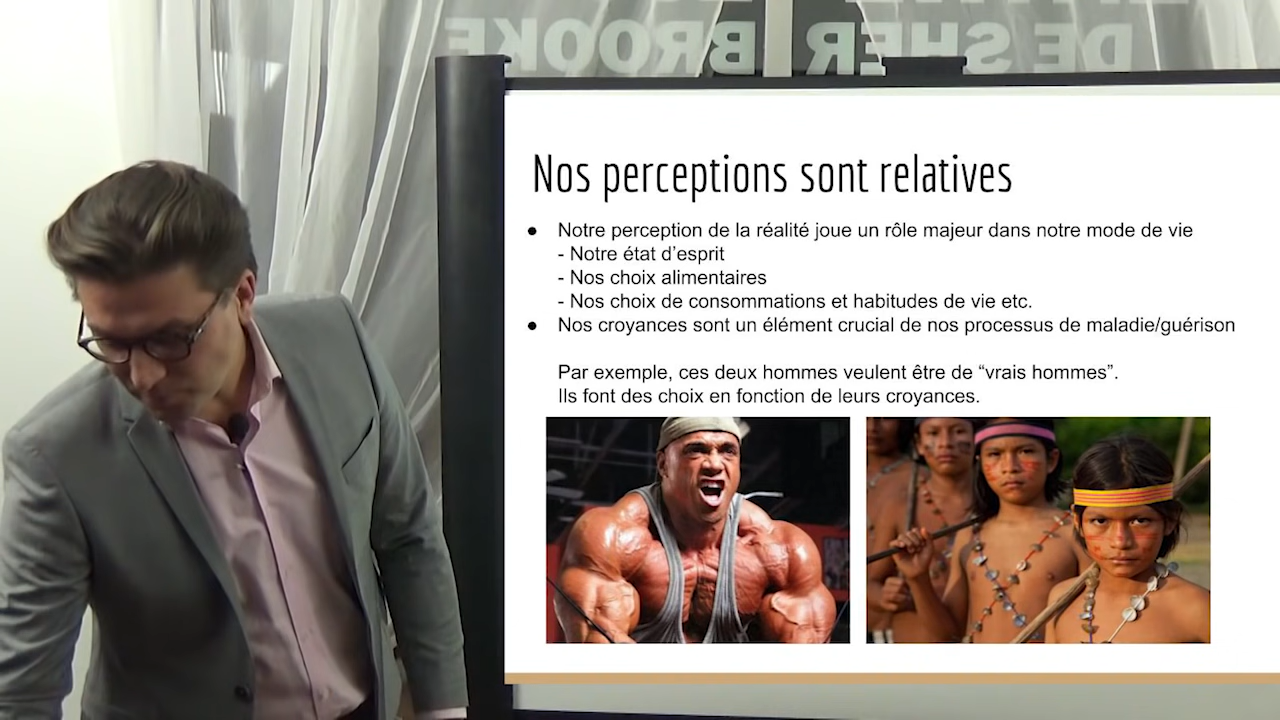 DE SHERBROOKE
Nos perceptions sont relatives
● Notre perception de la réalité joue un rôle majeur dans notre mode de vie
- Notre état d’esprit
- Nos choix alimentaires
- Nos choix de consommations et habitudes de vie etc.
● Nos croyances sont un élément crucial de nos processus de maladie/guérison
Par exemple, ces deux hommes veulent être de “vrais hommes”.
Ils font des choix en fonction de leurs croyances.